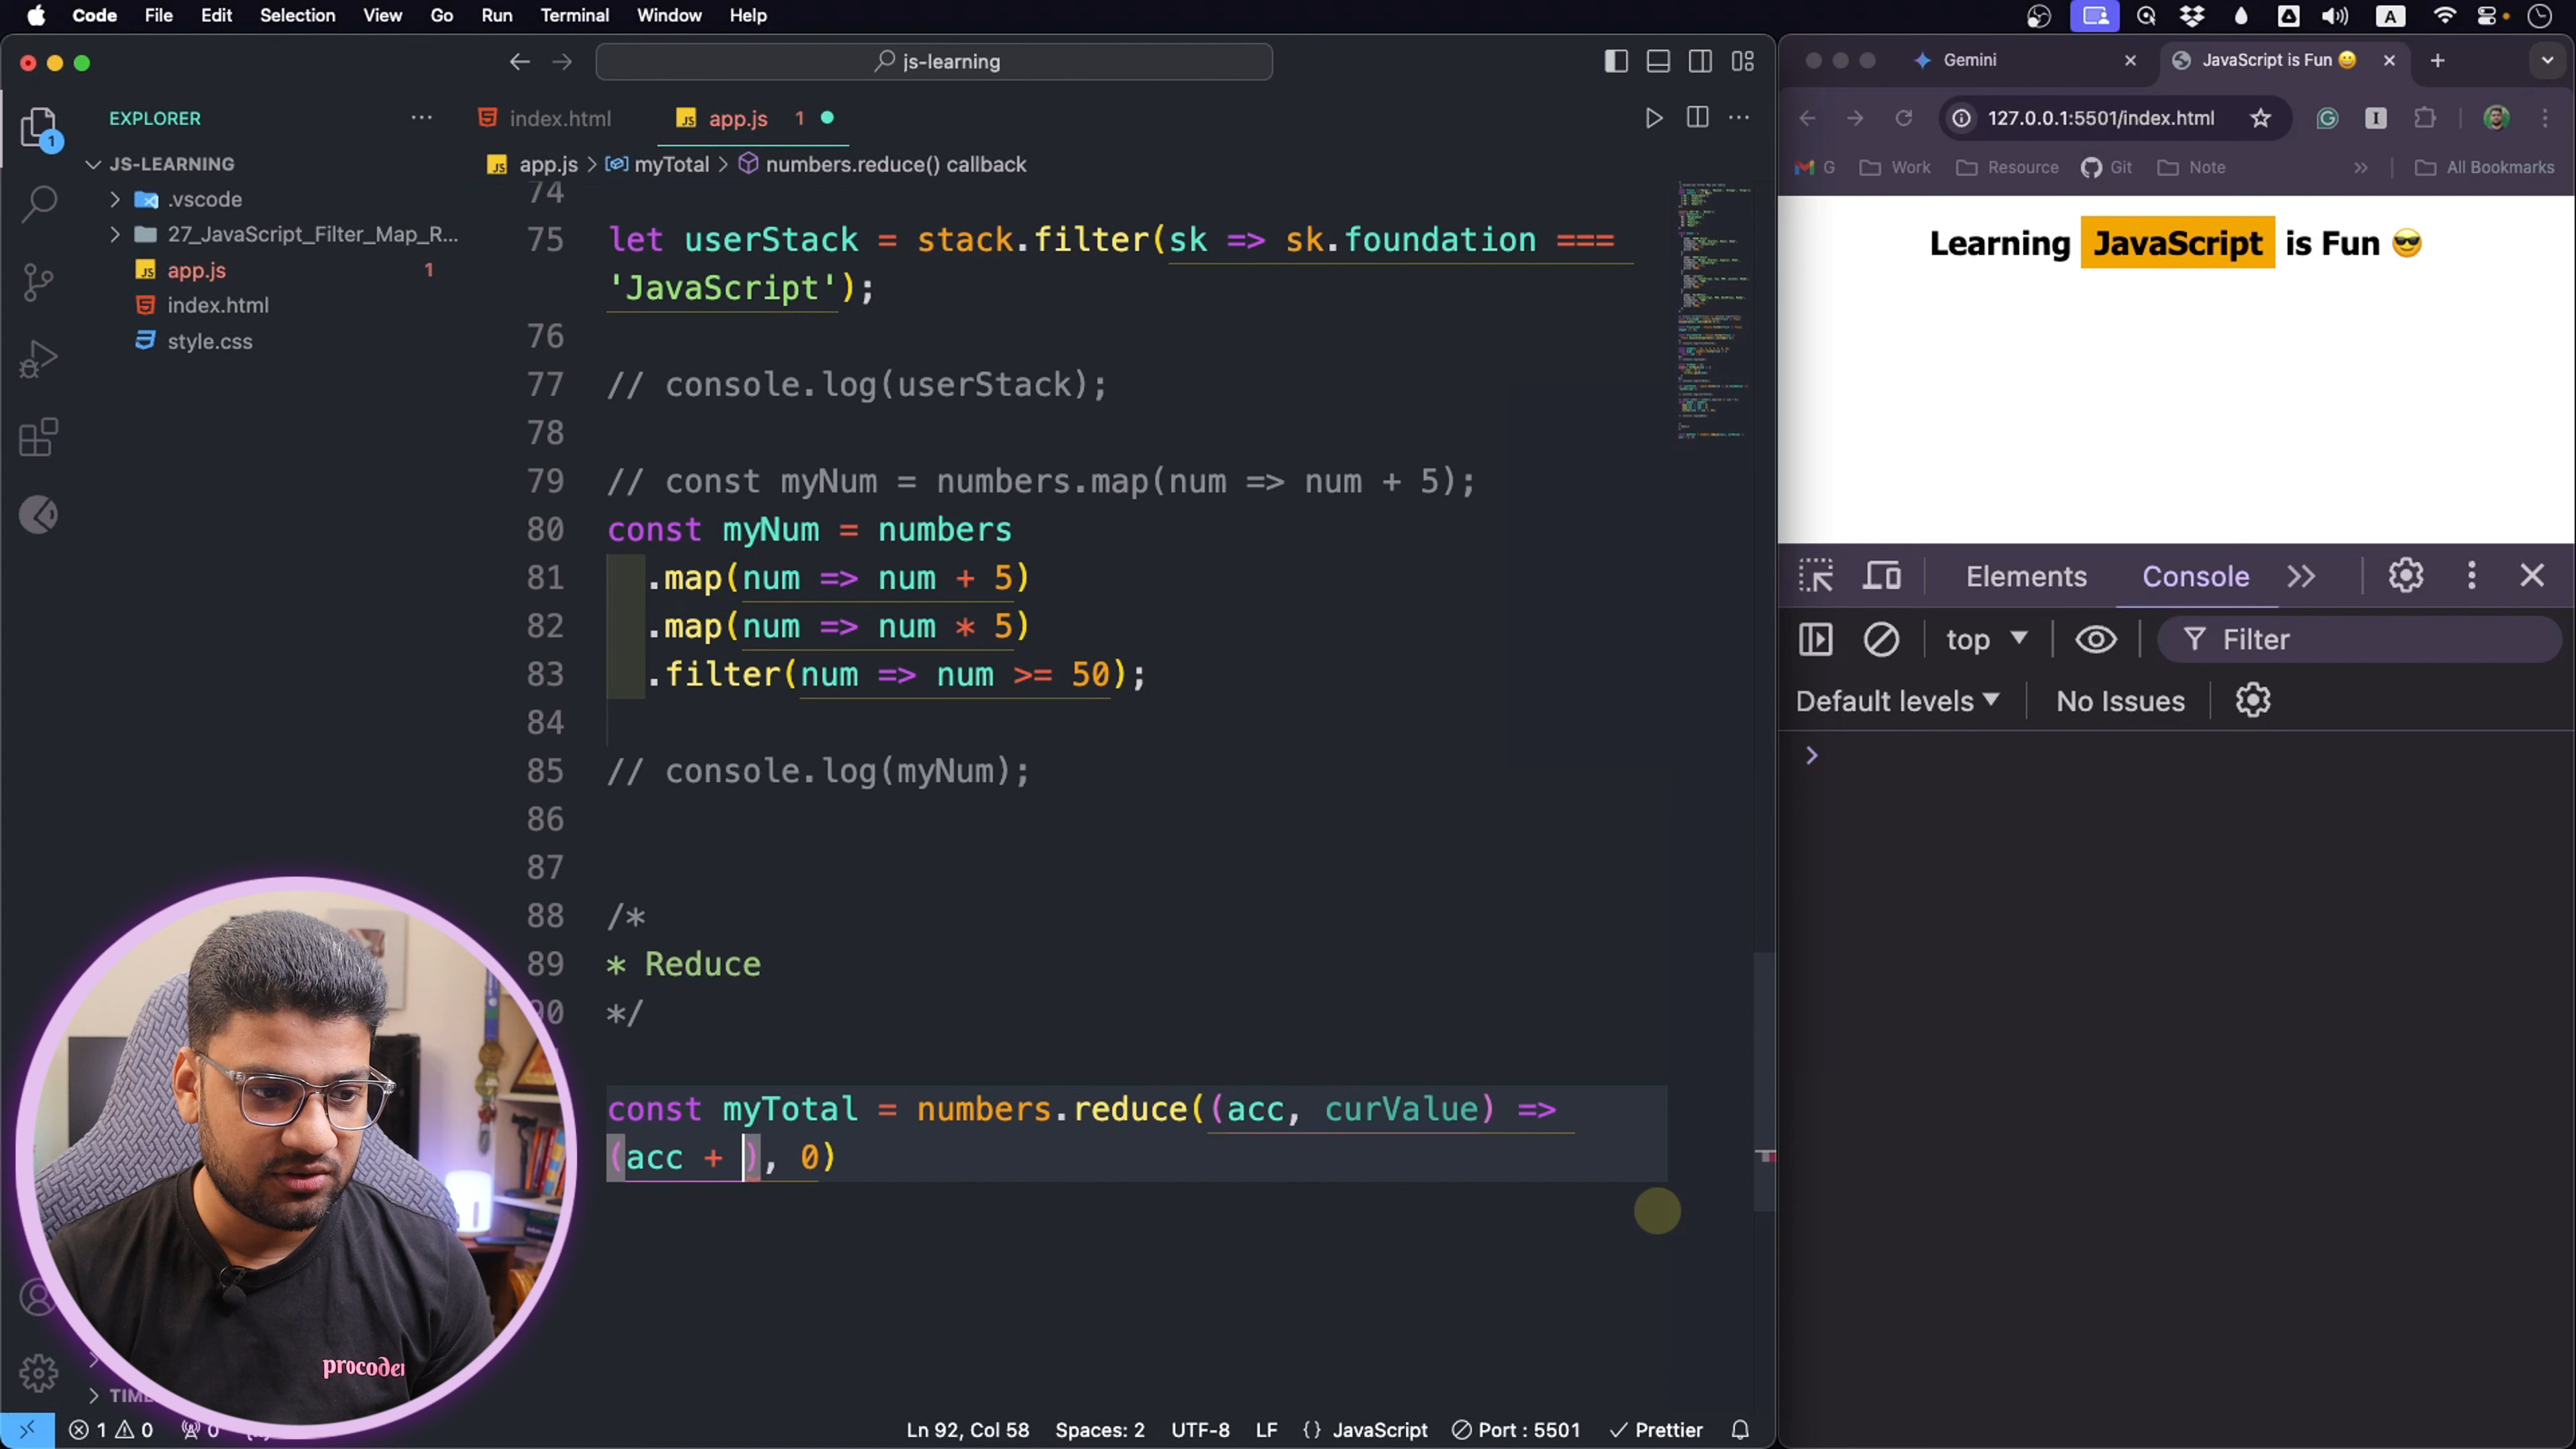 Code File Edit Selection View Go Run Terminal Window Help
A
js-learning
Gemini
JavaScript is Fun 😀
EXPLORER
index.html
app.js 1
127.0.0.1:5501/index.html
1
JS-LEARNING
app.js > myTotal > numbers.reduce() callback
G Work Resource Git Note » All Bookmarks
.vscode
27_JavaScript_Filter_Map_R...
app.js 1
index.html
style.css
74
75 let userStack = stack.filter(sk => sk.foundation ===
'JavaScript');
76
77 // console.log(userStack);
78
79 // const myNum = numbers.map(num => num + 5);
80 const myNum = numbers
81 .map(num => num + 5)
82 .map(num => num * 5)
83 .filter(num => num >= 50);
84
85 // console.log(myNum);
86
87
88 /*
89 * Reduce
90 */
const myTotal = numbers.reduce((acc, curValue) =>
(acc + ), 0)
Learning JavaScript is Fun 😎
Elements Console
top Filter
Default levels No Issues
procoder
1 0 0
Ln 92, Col 58 Spaces: 2 UTF-8 LF {} JavaScript Port : 5501 Prettier